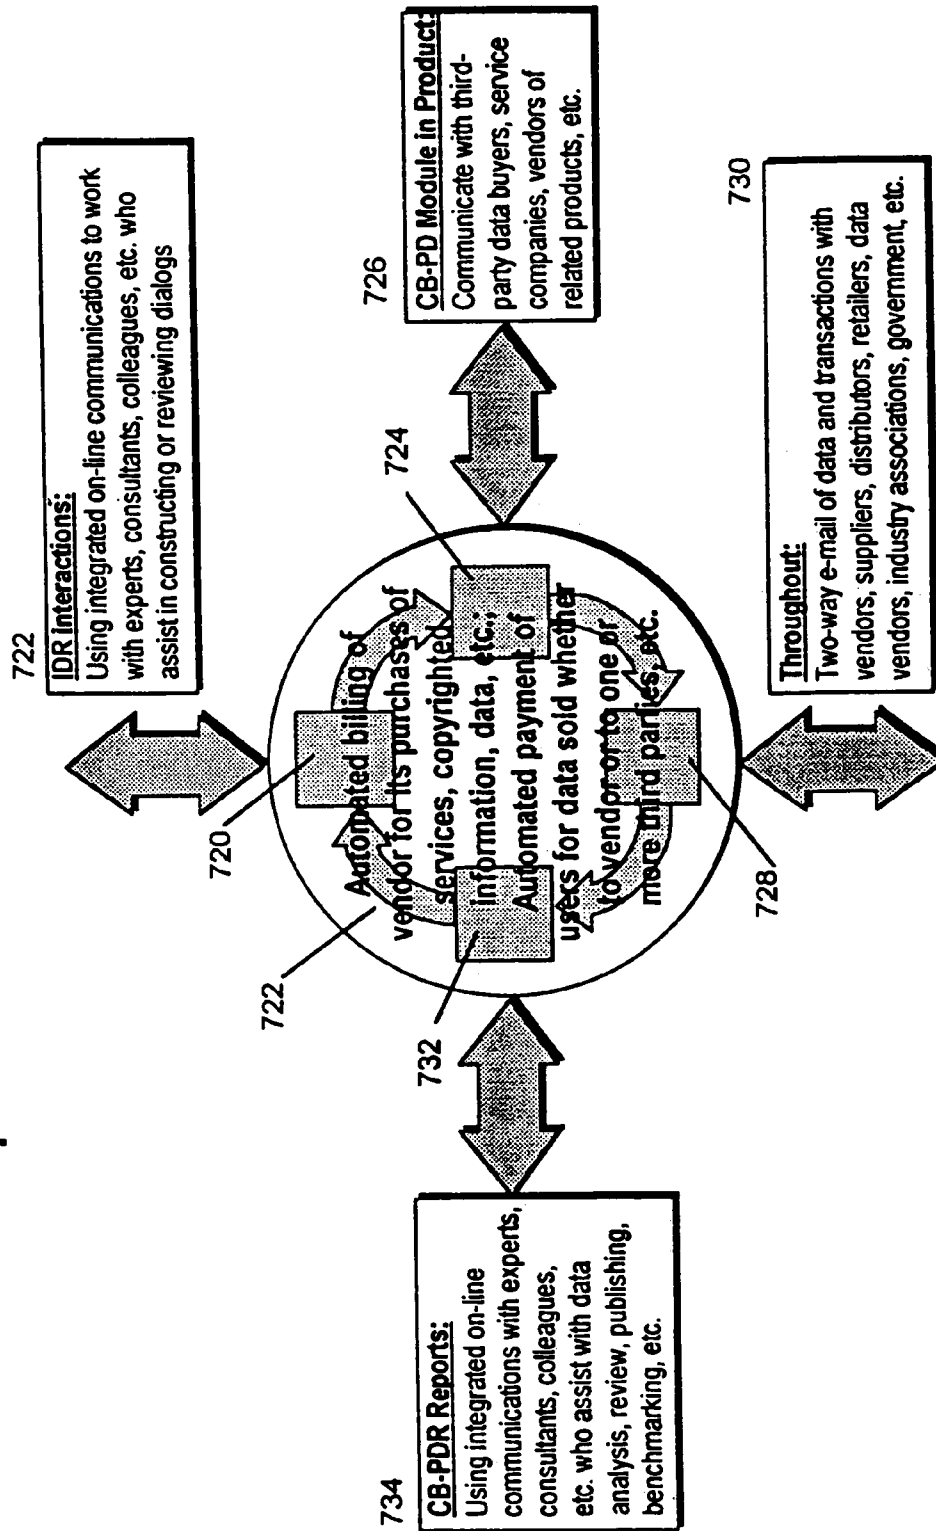 722
IDR Interactions:
Using integrated on-line communications to work
with experts, consultants, colleagues, etc. who
assist in constructing or reviewing dialogs
720
722
732
724
728
Automated billing of
vendor for its purchases of
services, copyrighted
information, data, etc.;
Automated payment of
users for data sold whether
to vendor or to one or
more third parties, etc.
734
CB-PDR Reports:
Using integrated on-line
communications with experts,
consultants, colleagues,
etc. who assist with data
analysis, review, publishing,
benchmarking, etc.
726
CB-PD Module in Product:
Communicate with third-
party data buyers, service
companies, vendors of
related products, etc.
730
Throughout:
Two-way e-mail of data and transactions with
vendors, suppliers, distributors, retailers, data
vendors, industry associations, government, etc.